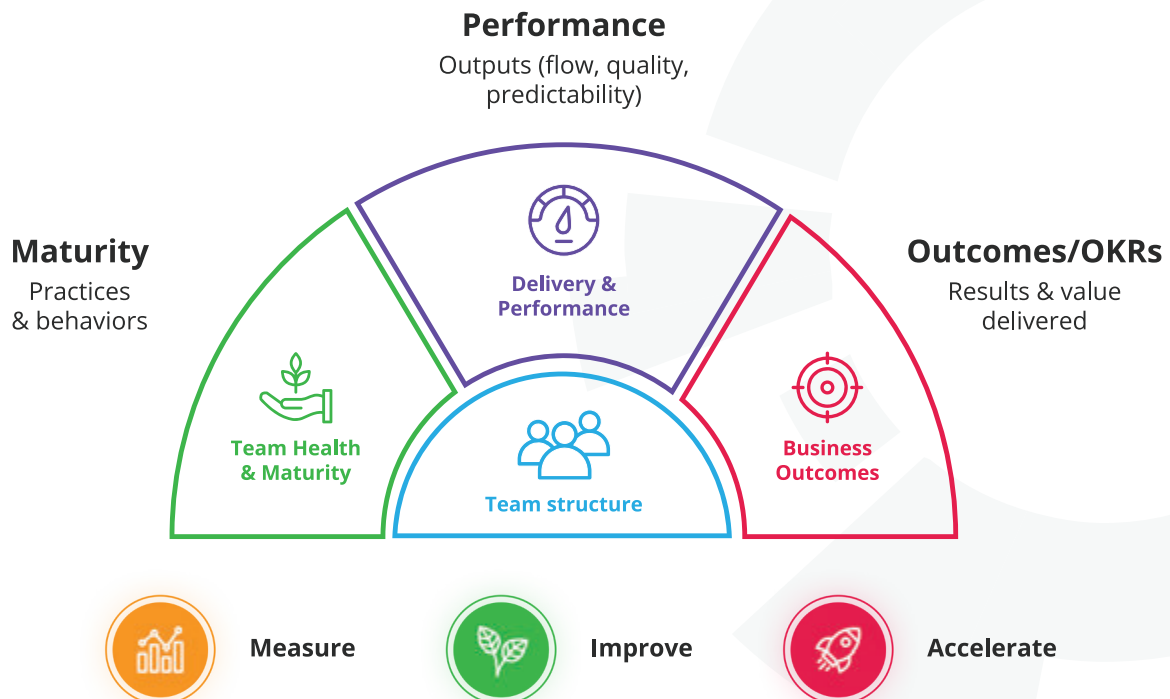 Performance
Outputs (flow, quality,
predictability)
Maturity
Practices
& behaviors
Outcomes/OKRs
Results & value
delivered
Delivery &
Performance
Team Health
& Maturity
Business
Outcomes
Team structure
Measure
Improve
Accelerate